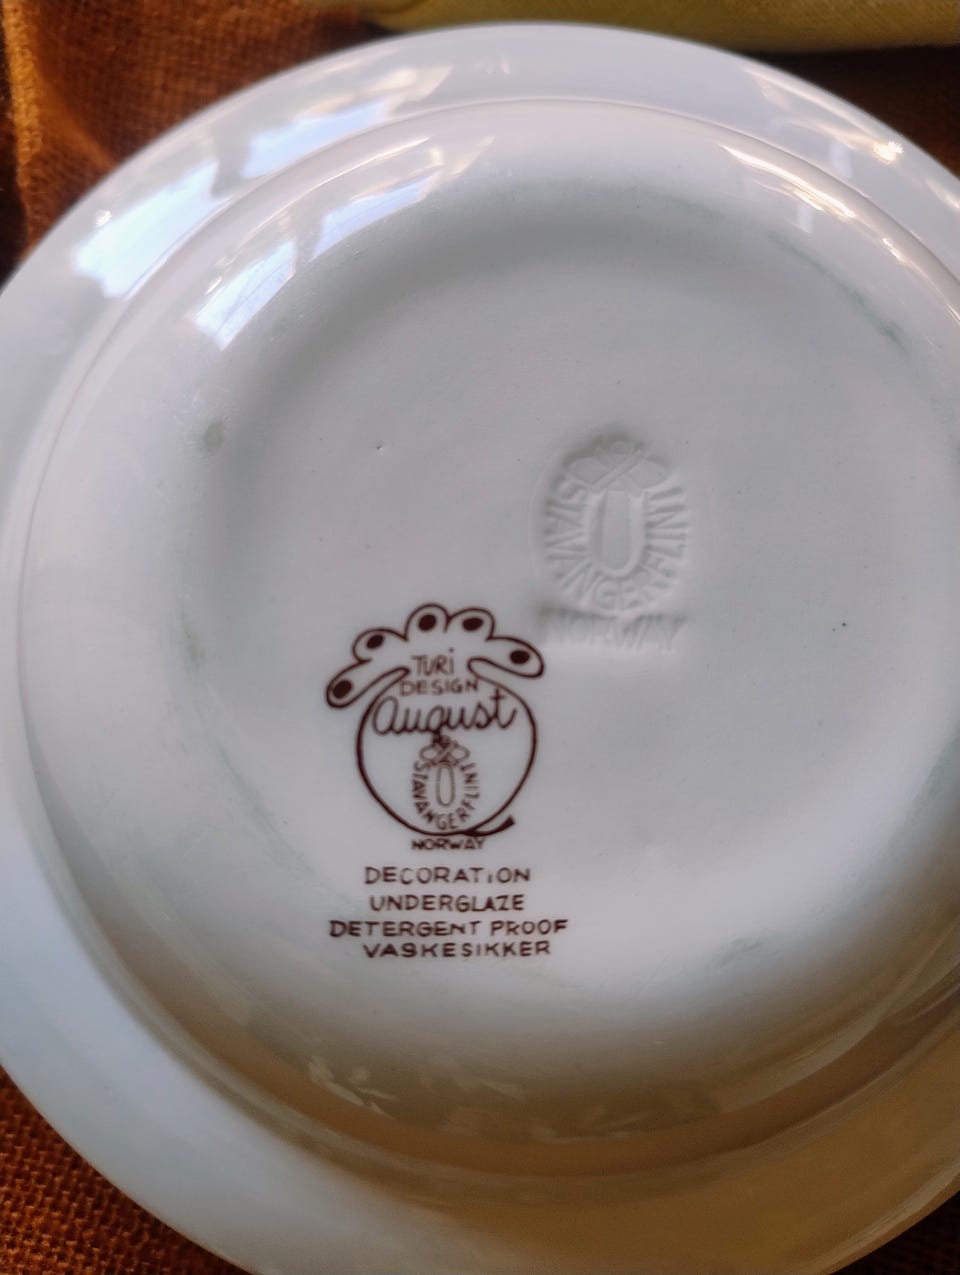 STAVANGERFLINT
NORWAY
TURi
DESIGN
August
STAVANGERFLINT
NORWAY
DECORATiON
UNDERGLAZE
DETERGENT PROOF
VASKESIKKER